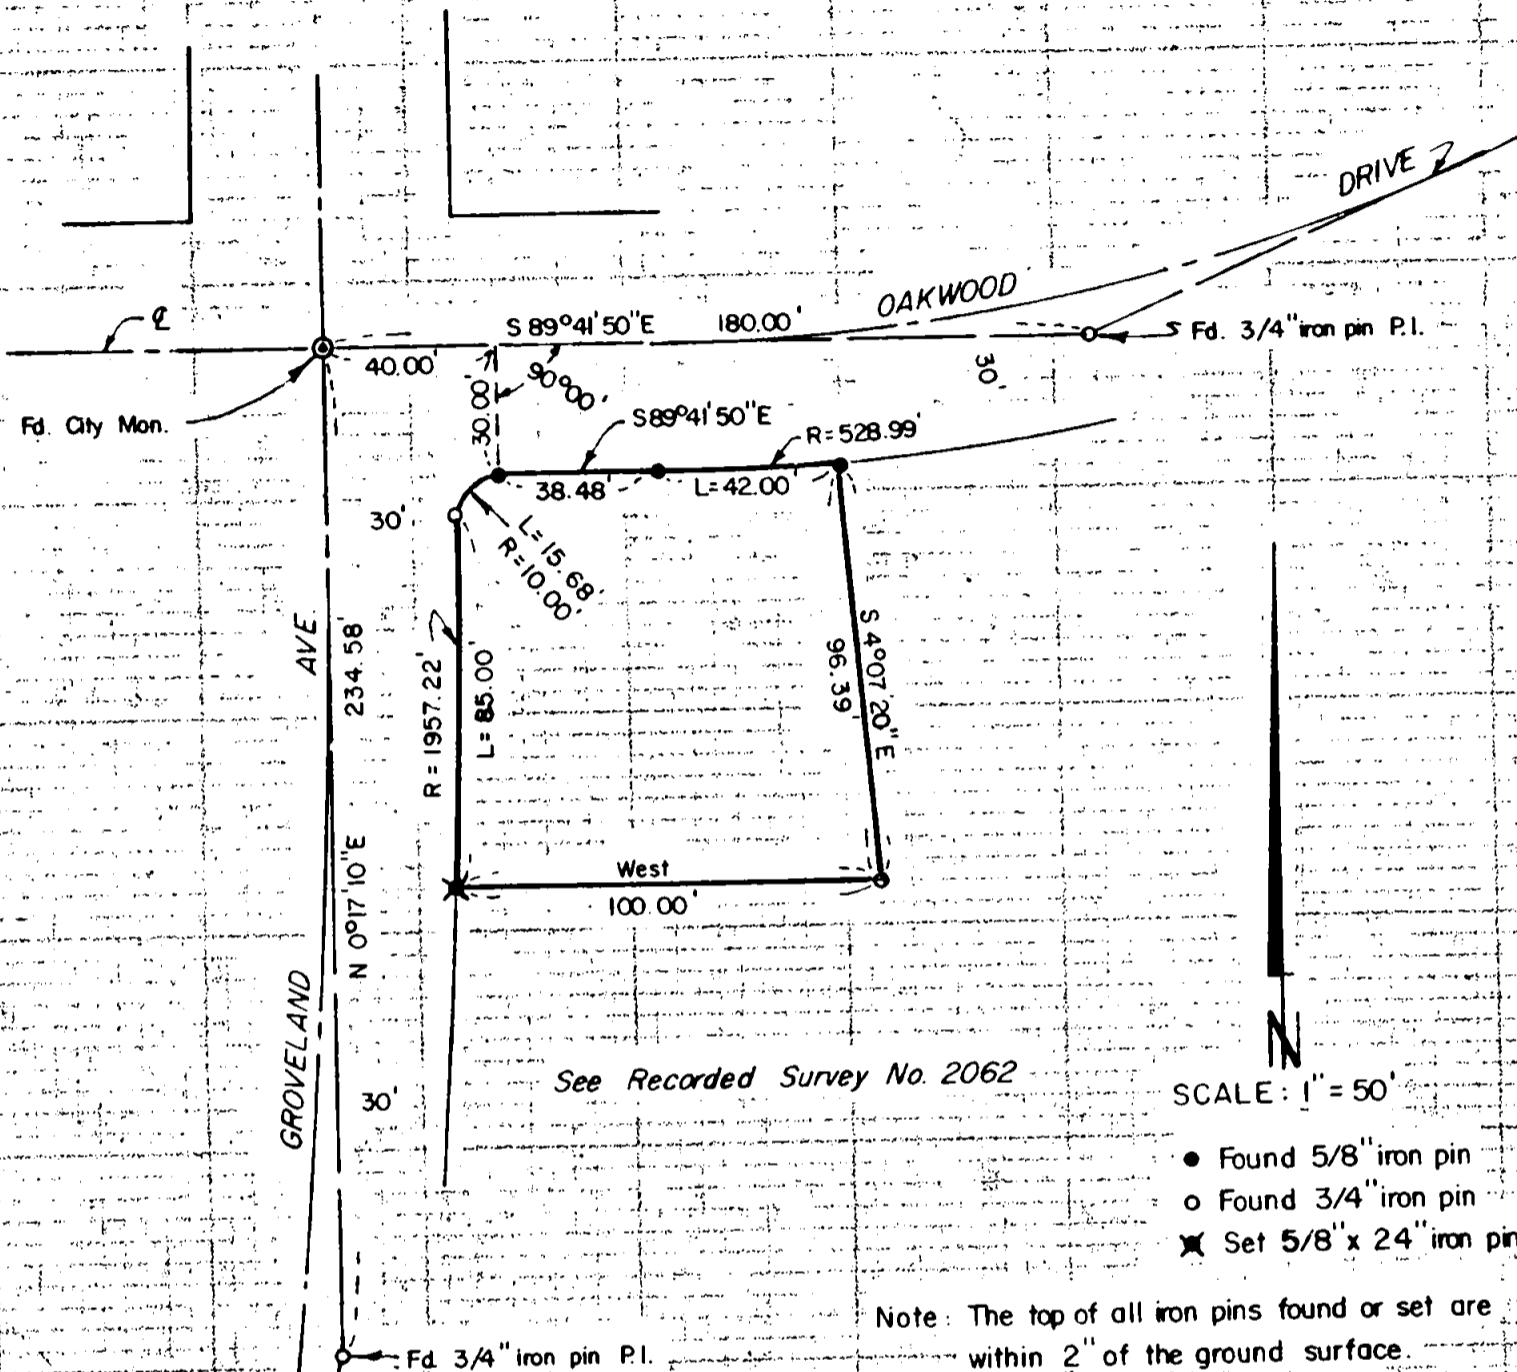 DRIVE
OAKWOOD
℄
S 89°41'50"E 180.00'
40.00'
Fd. 3/4" iron pin P.I.
30'
90°00'
30.00'
Fd. City Mon.
S89°41'50"E
R=528.99'
38.48'
L=42.00'
30'
L=15.68'
R=10.00'
AVE.
234.58'
R=1957.22'
L=85.00'
S 4°07'20"E
96.39'
N 0°17'10"E
West
100.00'
GROVELAND
30'
See Recorded Survey No. 2062
N
SCALE: 1"=50'
Found 5/8" iron pin
Found 3/4" iron pin
Set 5/8" x 24" iron pin
Note: The top of all iron pins found or set are
within 2" of the ground surface.
Fd 3/4" iron pin P.I.